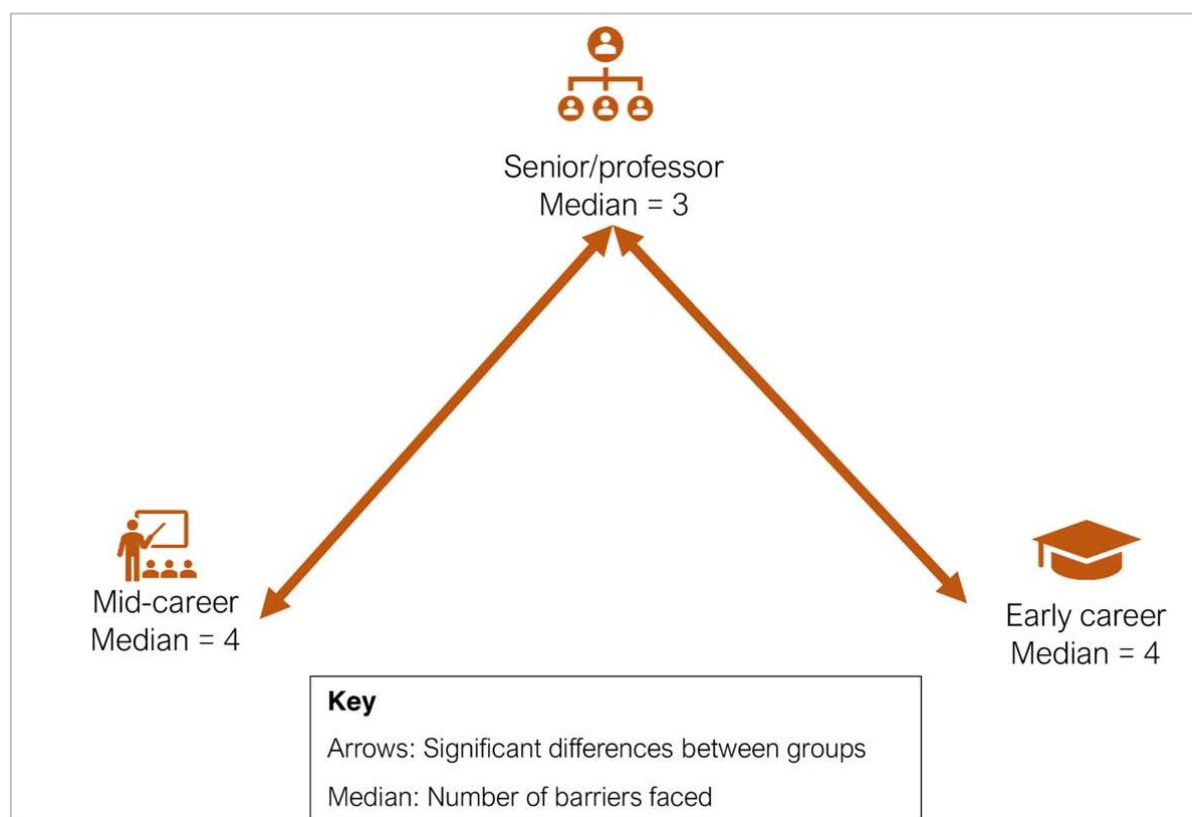 Senior/professor
Median = 3
Mid-career
Median = 4
Early career
Median = 4
Key
Arrows: Significant differences between groups
Median: Number of barriers faced